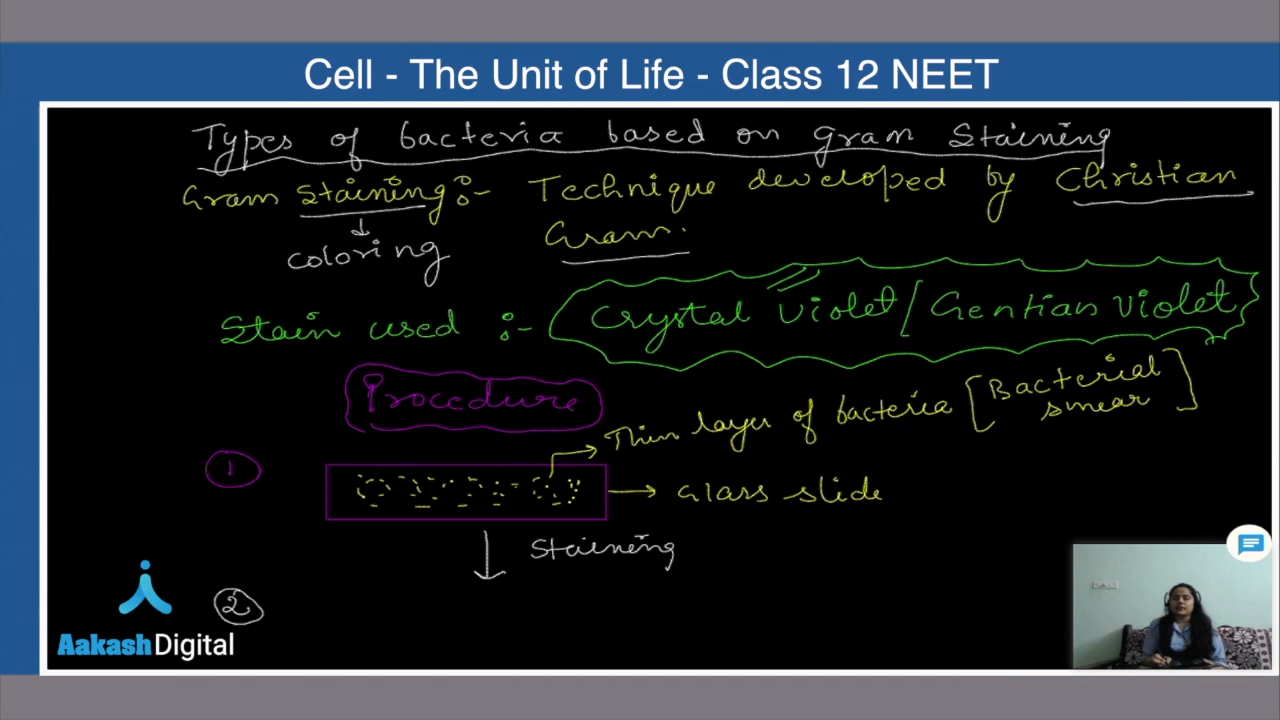 Cell - The Unit of Life - Class 12 NEET
Types of bacteria based on gram Staining
Gram Staining :- Technique developed by Christian
Gram.
coloring
Stain used :- Crystal Violet / Gentian Violet
Procedure
Thin layer of bacteria [Bacterial
smear]
1
Glass slide
Staining
2
Aakash Digital